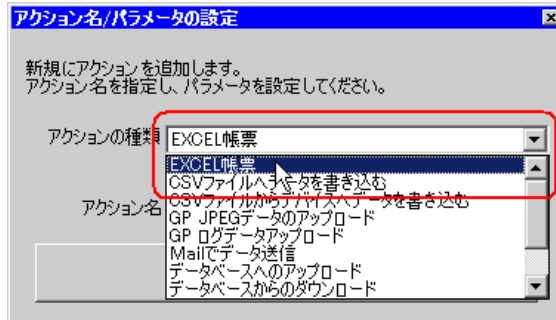 アクション名/パラメータの設定
新規にアクションを追加します。
アクション名を指定し、パラメータを設定してください。
アクションの種類 EXCEL帳票
EXCEL帳票
CSVファイルへデータを書き込む
CSVファイルからデバイスへデータを書き込む
アクション名
GP JPEGデータのアップロード
GP ログデータアップロード
Mailでデータ送信
データベースへのアップロード
データベースからのダウンロード